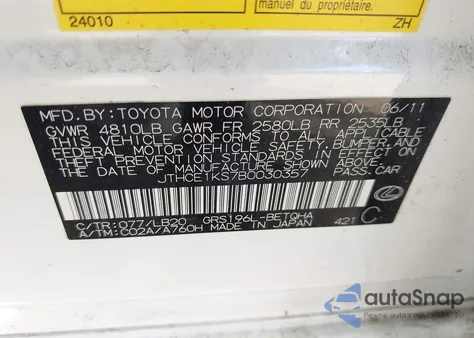 manuel du propriétaire.
24010 ZH
MFD.BY:TOYOTA MOTOR CORPORATION 06/11
GVWR 4810LB GAWR FR 2580LB RR 2535LB
THIS VEHICLE CONFORMS TO ALL APPLICABLE
FEDERAL MOTOR VEHICLE SAFETY, BUMPER, AND
THEFT PREVENTION STANDARDS IN EFFECT ON
THE DATE OF MANUFACTURE SHOWN ABOVE.
JTHCE1KS7B0030357 PASS.CAR
C/TR:077/LB20 GRS196L-BETQHA
A/TM:C02A/A760H MADE IN JAPAN 421 C
autoSnap
Pewne auto z USA